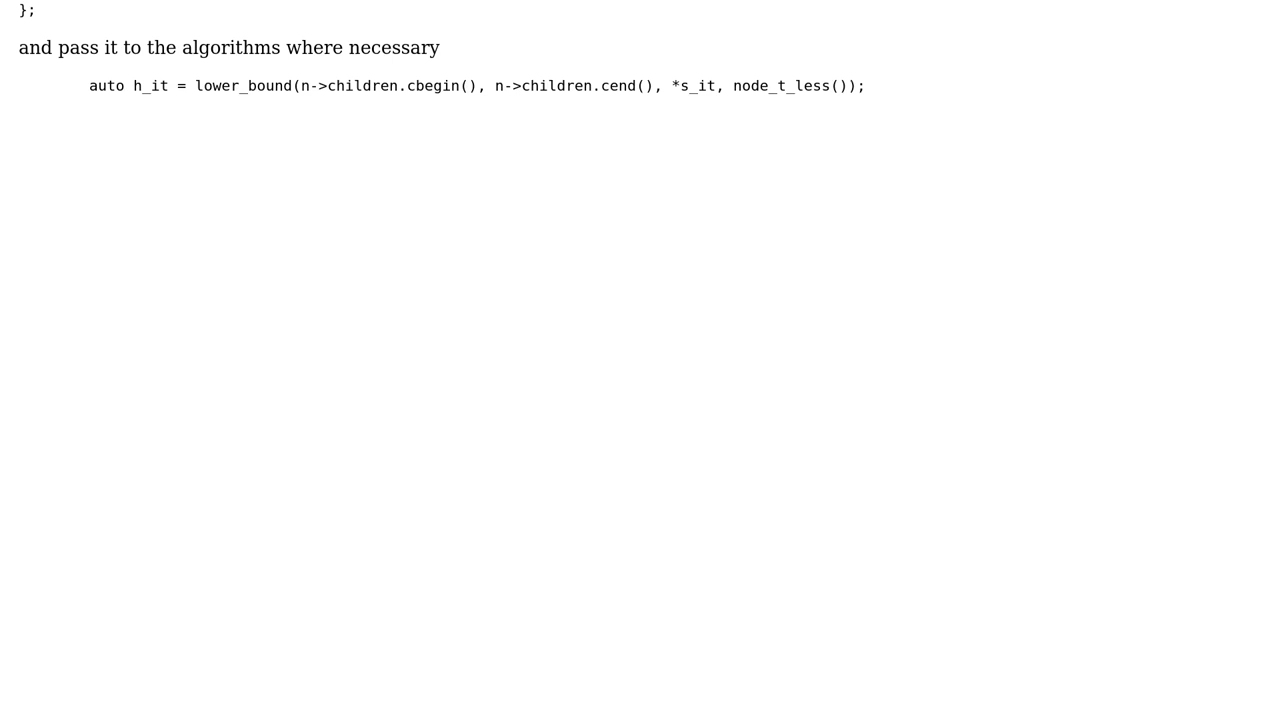 };
and pass it to the algorithms where necessary
auto h_it = lower_bound(n->children.cbegin(), n->children.cend(), *s_it, node_t_less());